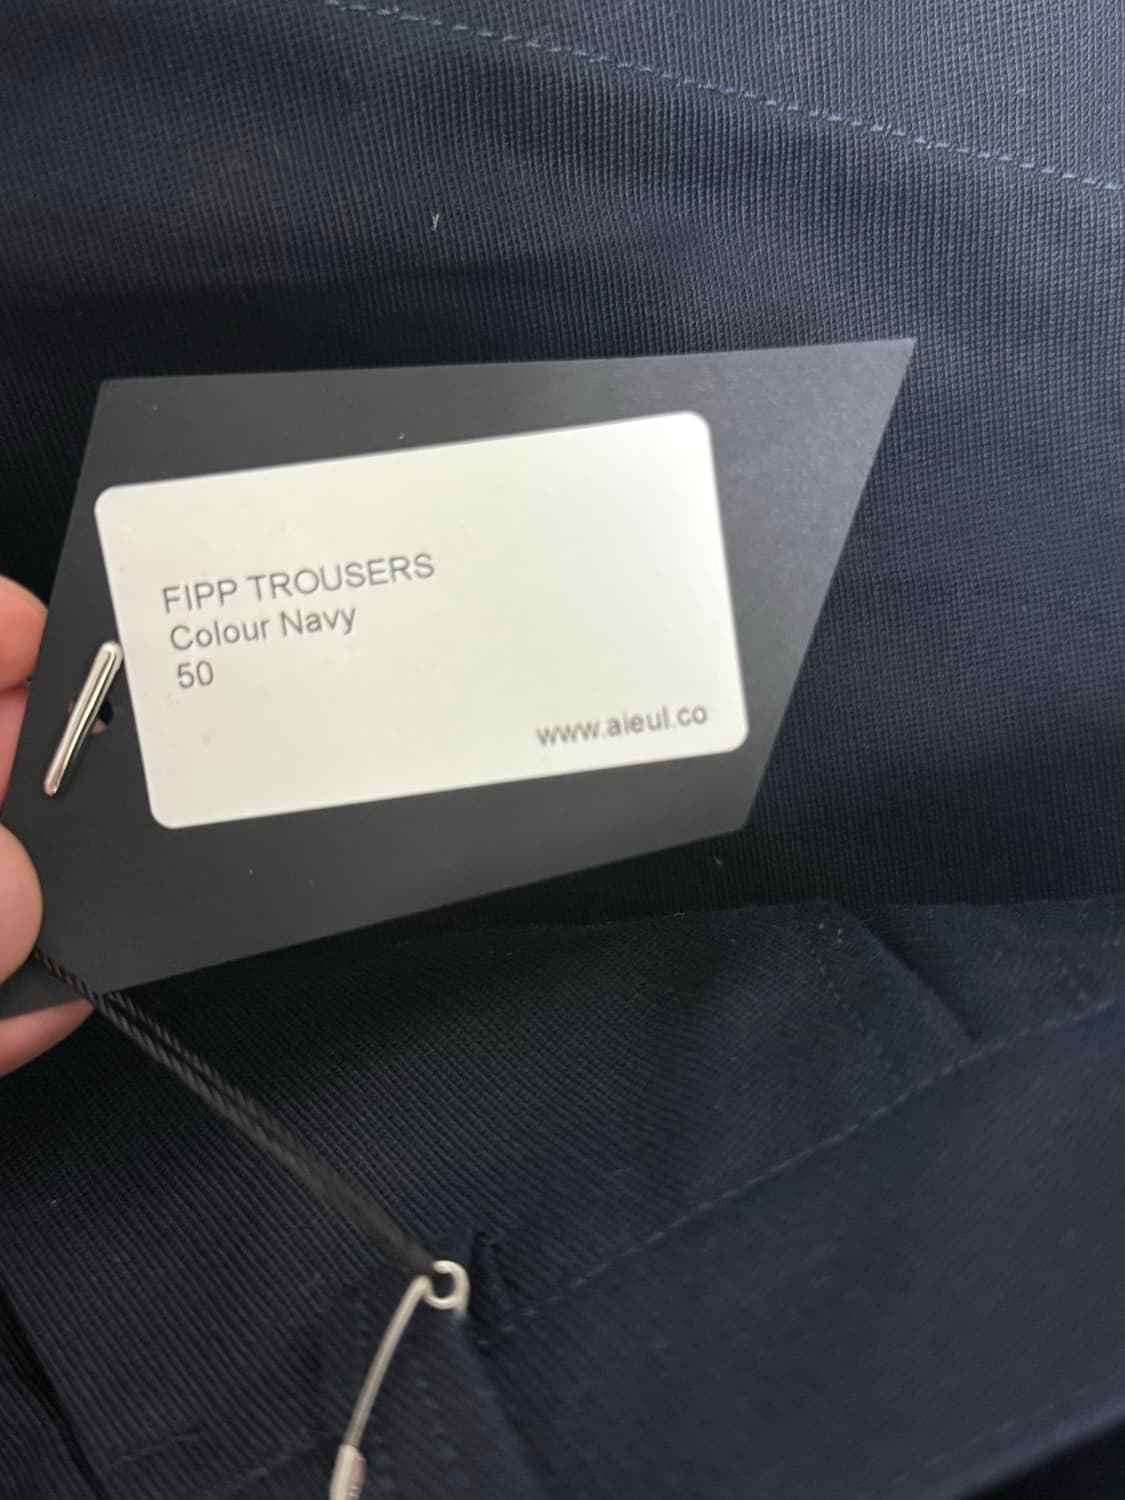 FIPP TROUSERS
Colour Navy
50
www.aieul.co